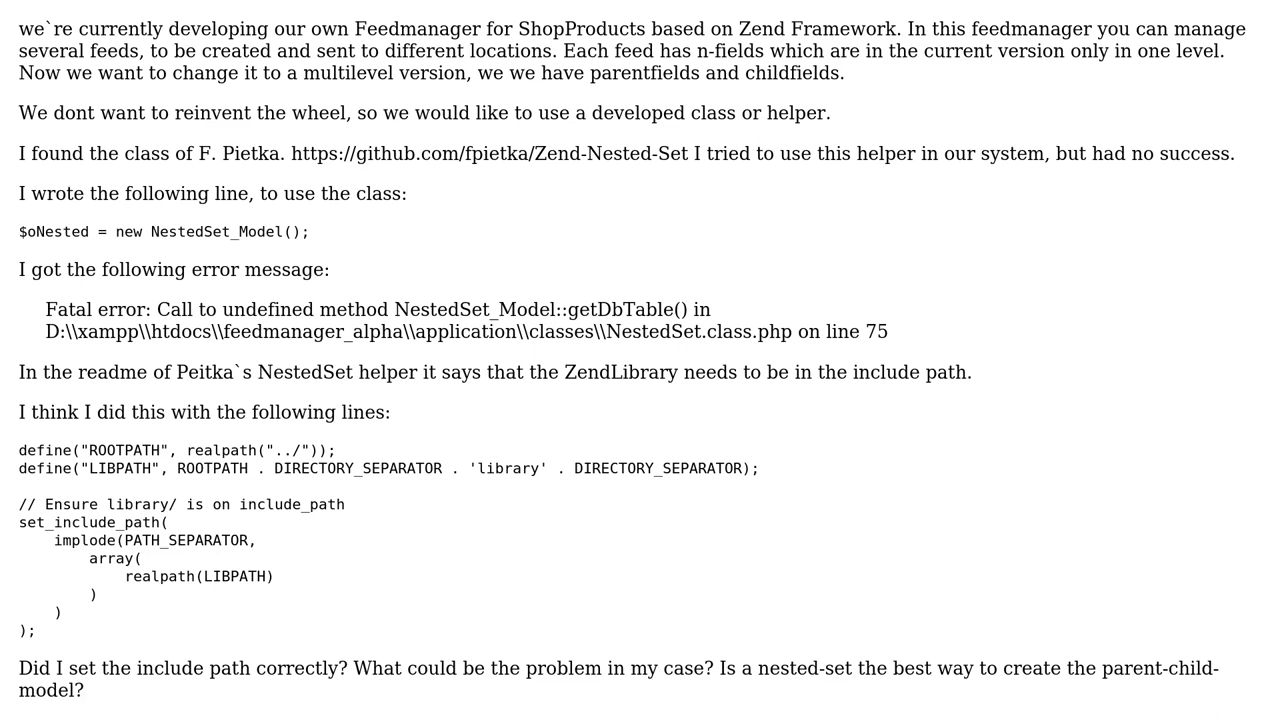 we`re currently developing our own Feedmanager for ShopProducts based on Zend Framework. In this feedmanager you can manage
several feeds, to be created and sent to different locations. Each feed has n-fields which are in the current version only in one level.
Now we want to change it to a multilevel version, we we have parentfields and childfields.
We dont want to reinvent the wheel, so we would like to use a developed class or helper.
I found the class of F. Pietka. https://github.com/fpietka/Zend-Nested-Set I tried to use this helper in our system, but had no success.
I wrote the following line, to use the class:
$oNested = new NestedSet_Model();
I got the following error message:
Fatal error: Call to undefined method NestedSet_Model::getDbTable() in
D:\\xampp\\htdocs\\feedmanager_alpha\\application\\classes\\NestedSet.class.php on line 75
In the readme of Peitka`s NestedSet helper it says that the ZendLibrary needs to be in the include path.
I think I did this with the following lines:
define("ROOTPATH", realpath("../"));
define("LIBPATH", ROOTPATH . DIRECTORY_SEPARATOR . 'library' . DIRECTORY_SEPARATOR);
// Ensure library/ is on include_path
set_include_path(
    implode(PATH_SEPARATOR,
        array(
            realpath(LIBPATH)
        )
    )
);
Did I set the include path correctly? What could be the problem in my case? Is a nested-set the best way to create the parent-child-
model?